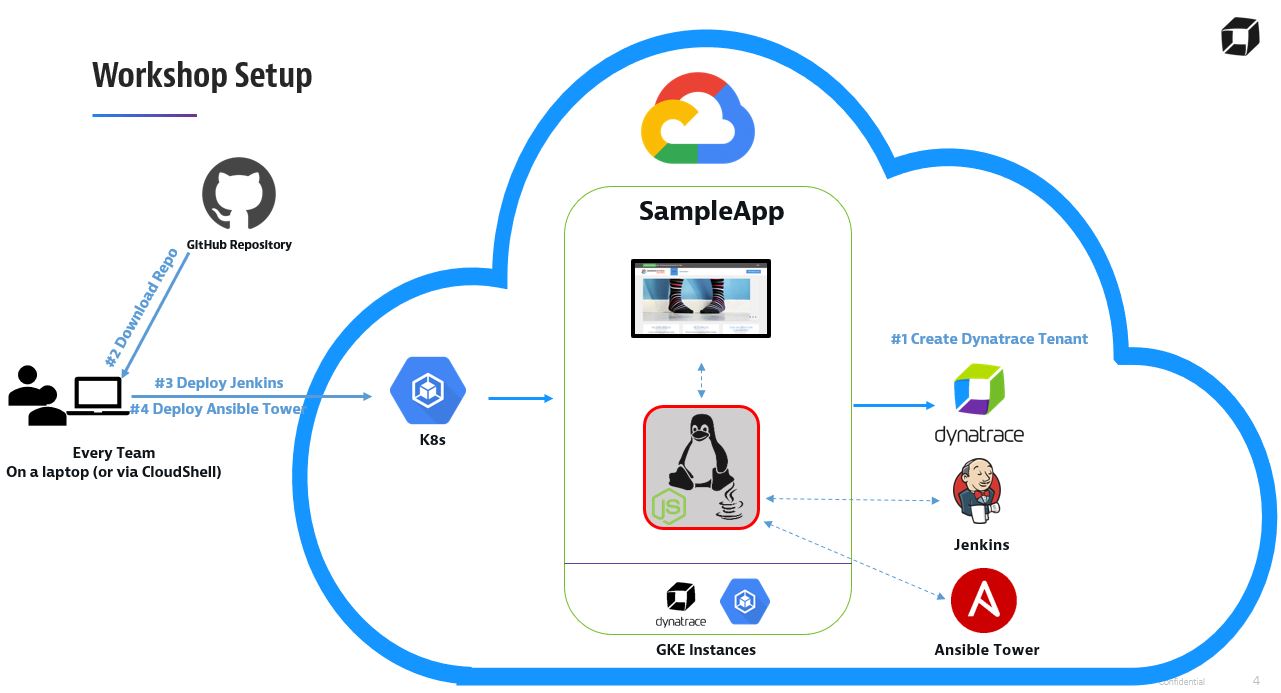 Workshop Setup
GitHub Repository
#2 Download Repo
#3 Deploy Jenkins
#4 Deploy Ansible Tower
Every Team
On a laptop (or via CloudShell)
K8s
SampleApp
JS
dynatrace
GKE Instances
#1 Create Dynatrace Tenant
dynatrace
Jenkins
Ansible Tower
Confidential
4